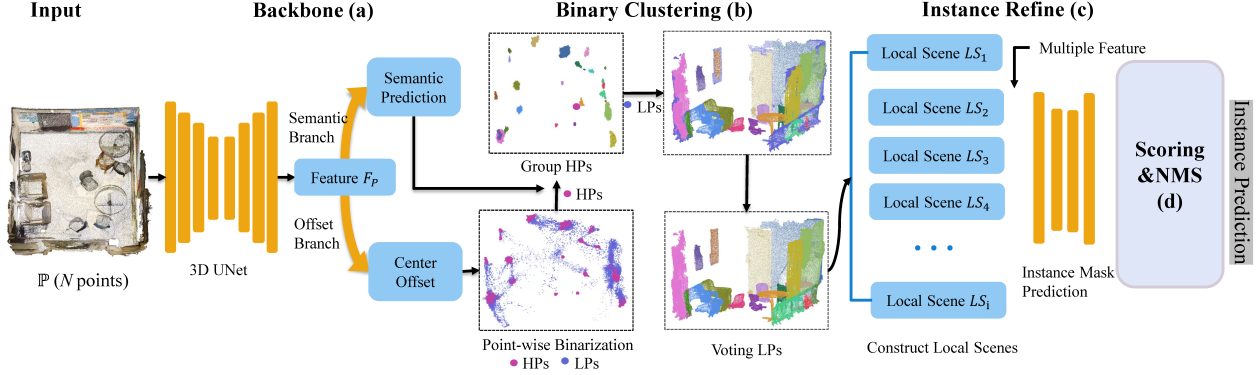 Input
Backbone (a)
Binary Clustering (b)
Instance Refine (c)
ℙ (N points)
3D UNet
Semantic
Branch
Feature F_P
Offset
Branch
Semantic
Prediction
Center
Offset
Group HPs
HPs
LPs
Point-wise Binarization
HPs LPs
Voting LPs
Local Scene LS₁
Local Scene LS₂
Local Scene LS₃
Local Scene LS₄
• • •
Local Scene LSᵢ
Construct Local Scenes
Multiple Feature
Instance Mask
Prediction
Scoring
&NMS
(d)
Instance Prediction